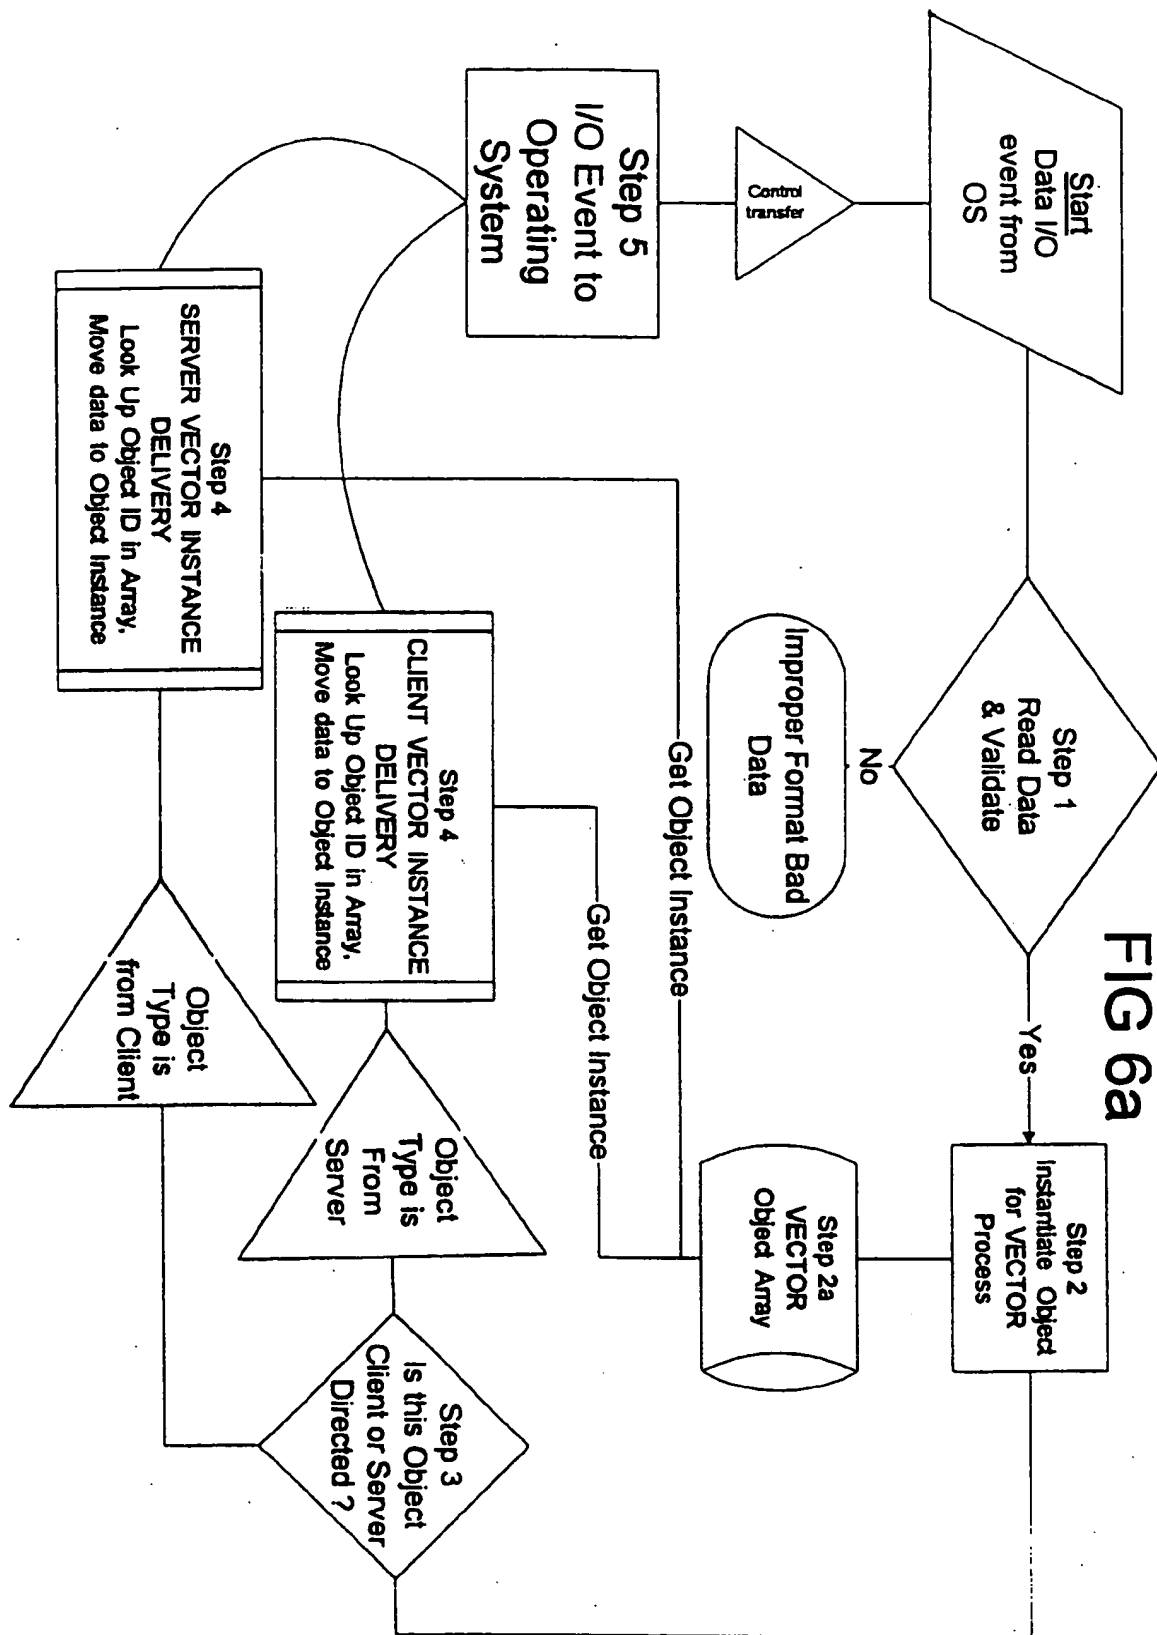 FIG 6a
Start
Data I/O
event from
OS
Step 1
Read Data
& Validate
Yes
Step 2
Instantiate Object
for VECTOR
Process
No
Improper Format Bad
Data
Control
transfer
Step 2a
VECTOR
Object Array
Get Object Instance
Get Object Instance
Step 5
I/O Event to
Operating
System
Step 4
CLIENT VECTOR INSTANCE
DELIVERY
Look Up Object ID in Array,
Move data to Object Instance
Object
Type is
From
Server
Step 3
Is this Object
Client or Server
Directed ?
Step 4
SERVER VECTOR INSTANCE
DELIVERY
Look Up Object ID in Array,
Move data to Object Instance
Object
Type is
from Client